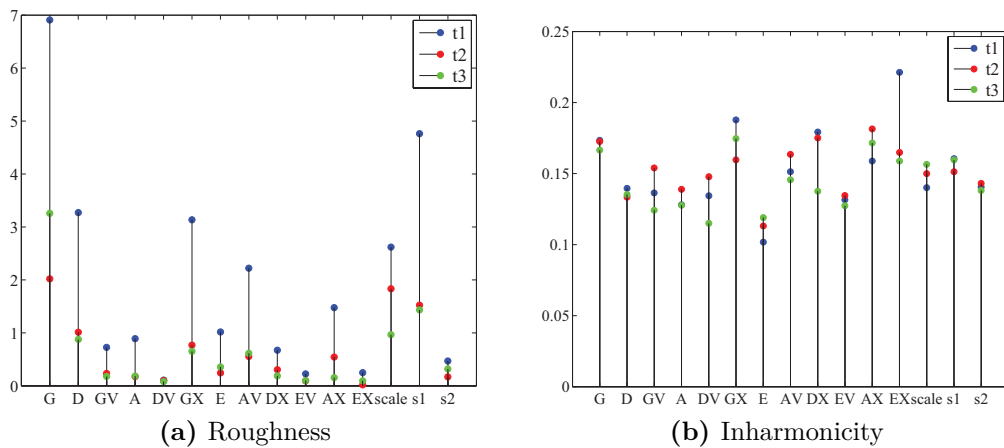 7
6
5
4
3
2
1
0
G D GV A DV GX E AV DX EV AX EXscale s1 s2
t1
t2
t3
(a) Roughness
0.25
0.2
0.15
0.1
0.05
0
G D GV A DV GX E AV DX EV AX EXscale s1 s2
t1
t2
t3
(b) Inharmonicity